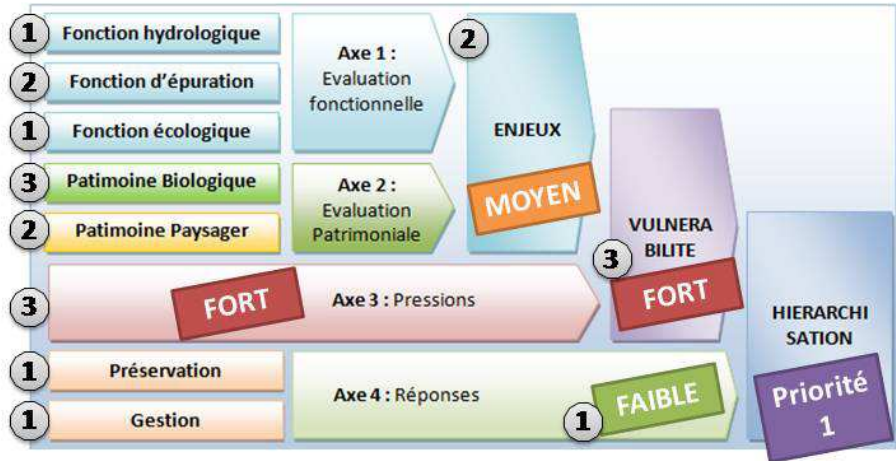 1
Fonction hydrologique
2
Fonction d'épuration
1
Fonction écologique
3
Patimoine Biologique
2
Patimoine Paysager
Axe 1 :
Evaluation
fonctionnelle
Axe 2 :
Evaluation
Patrimoniale
2
ENJEUX
MOYEN
3
FORT
Axe 3 : Pressions
VULNERA
BILITE
3
FORT
1
Préservation
1
Gestion
Axe 4 : Réponses
1
FAIBLE
HIERARCHI
SATION
Priorité
1